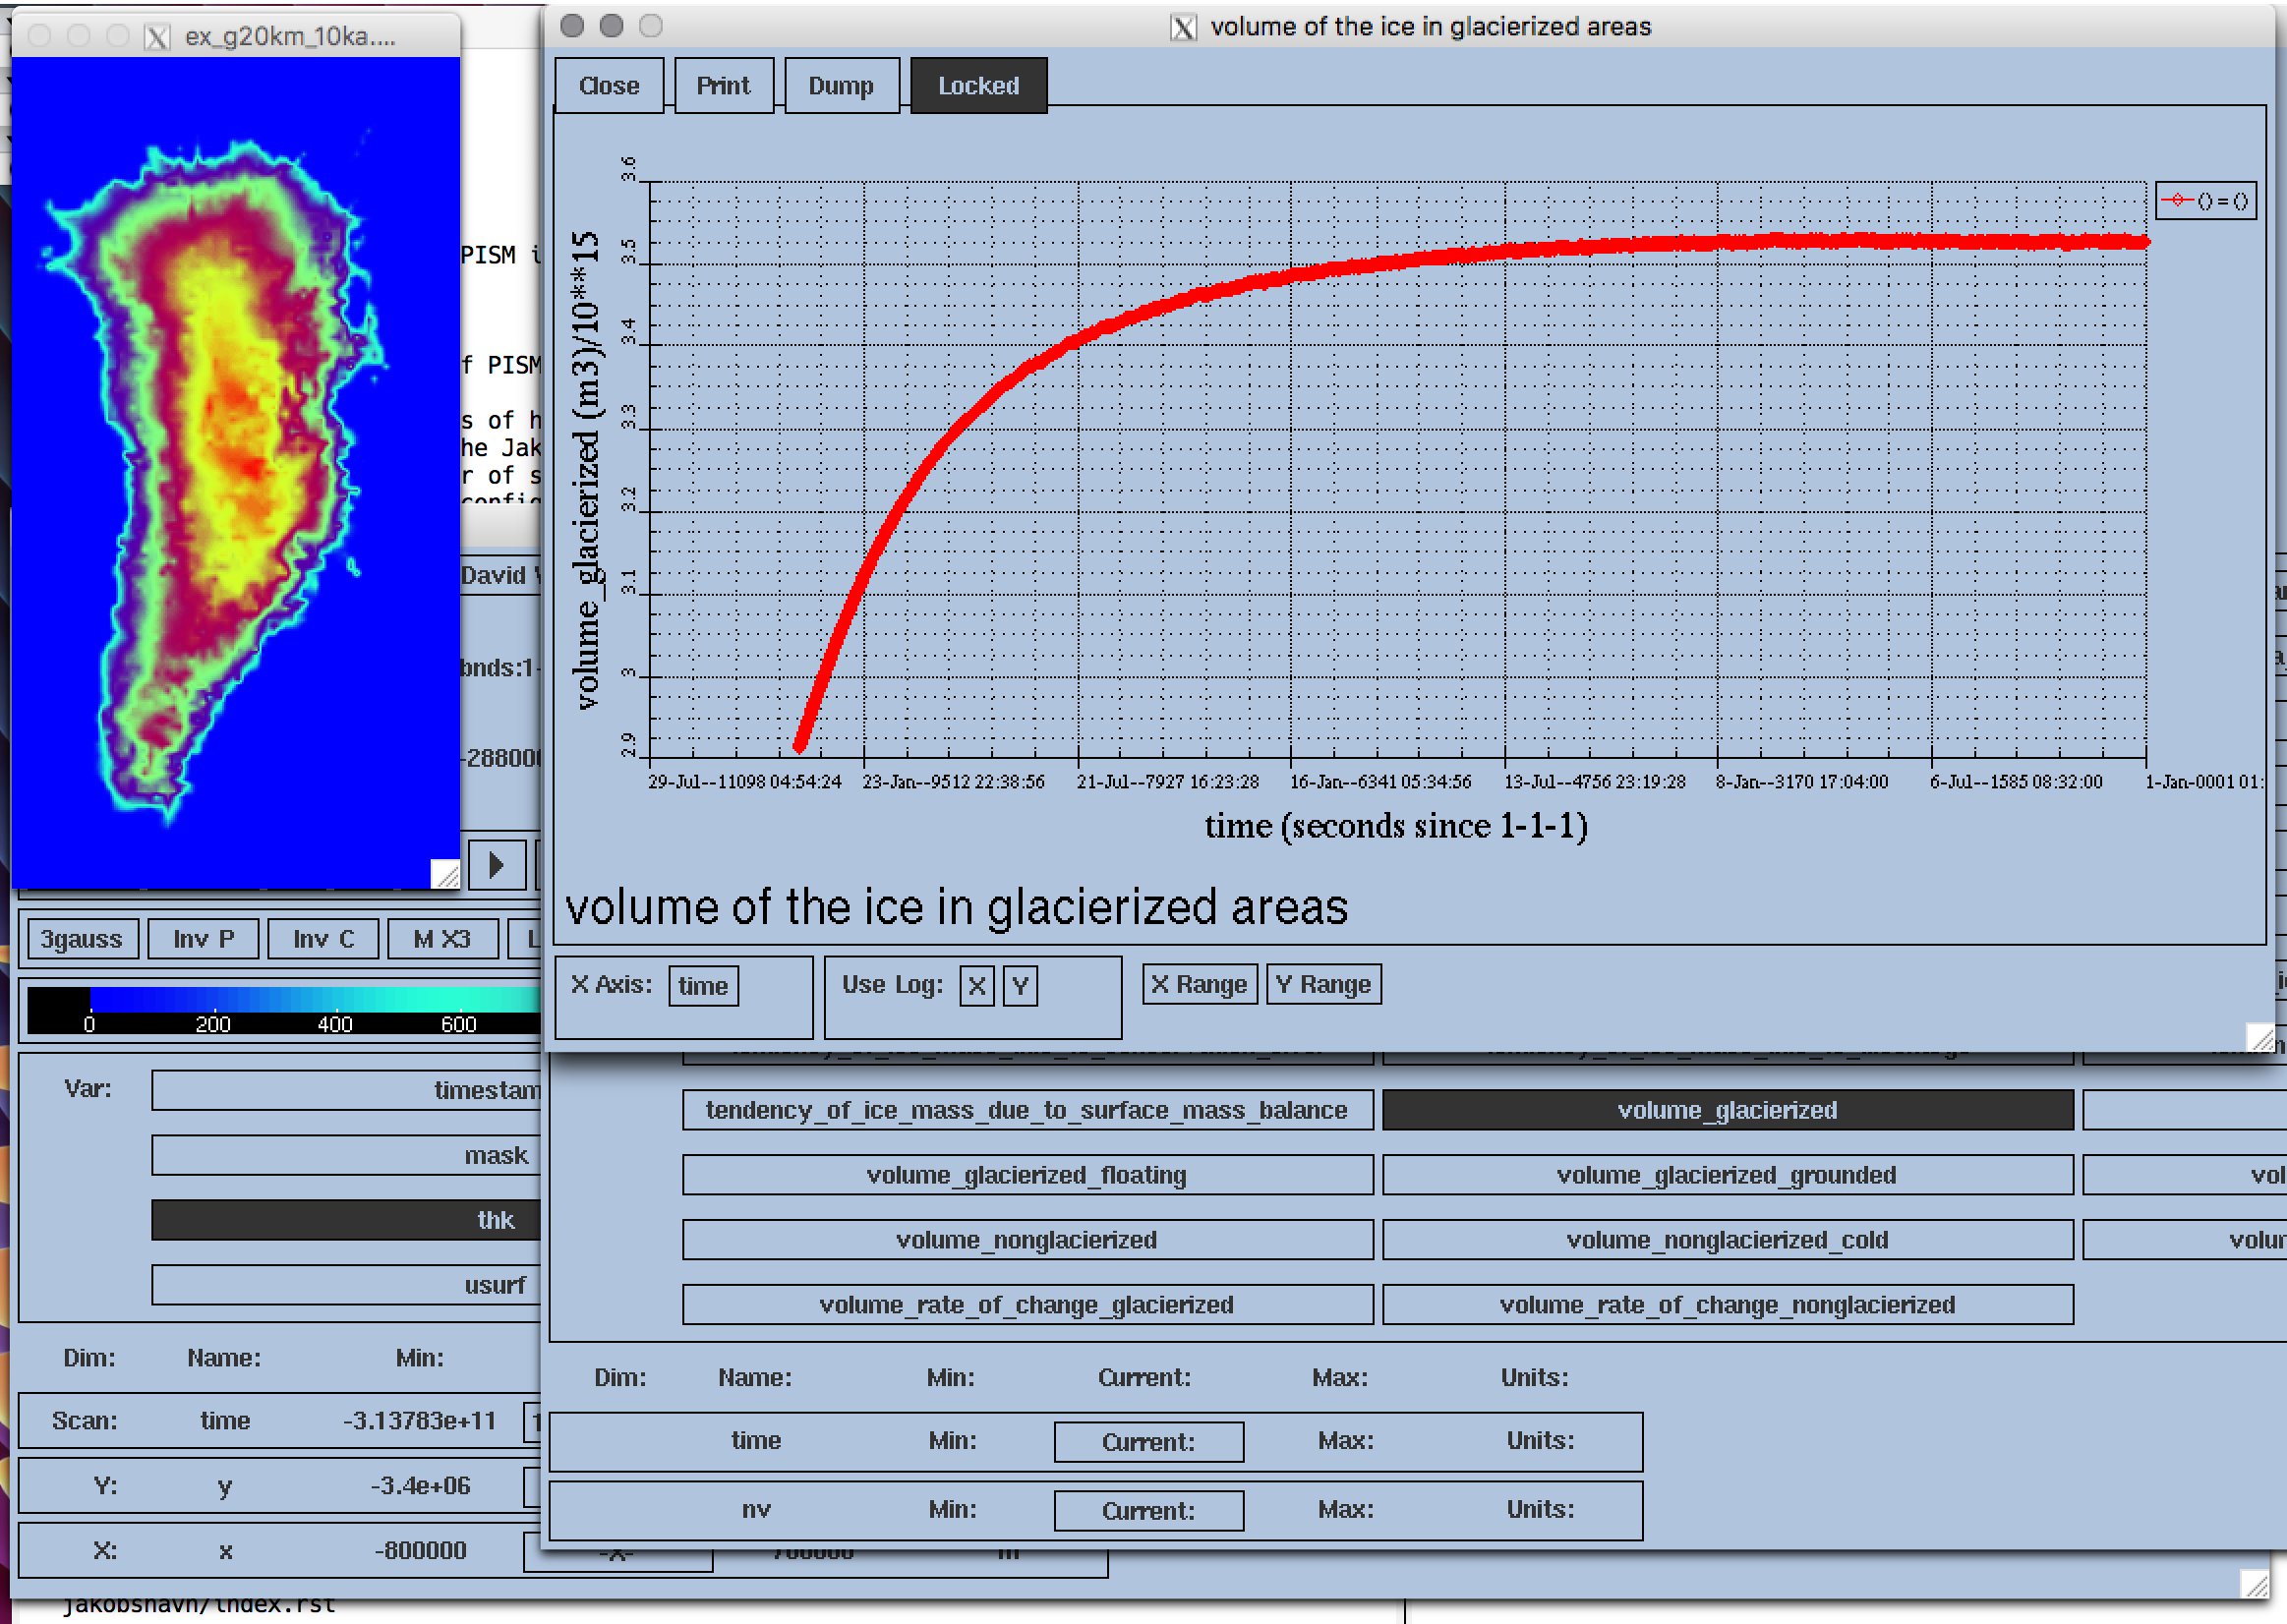 ex_g20km_10ka....
volume of the ice in glacierized areas
Close Print Dump Locked
PISM i
f PISM
s of h
he Jak
r of s
config
David
bnds:1-
-28800
volume_glacierized (m3)/10**15
3.6
3.5
3.4
3.3
3.2
3.1
3
2.9
() = ()
29-Jul--11098 04:54:24 23-Jan--9512 22:38:56 21-Jul--7927 16:23:28 16-Jan--6341 05:34:56 13-Jul--4756 23:19:28 8-Jan--3170 17:04:00 6-Jul--1585 08:32:00 1-Jan-0001 01:
time (seconds since 1-1-1)
volume of the ice in glacierized areas
X Axis: time Use Log: X Y X Range Y Range
3gauss Inv P Inv C M X3 L
0 200 400 600
Var: timestam
mask
thk
usurf
tendency_of_ice_mass_due_to_surface_mass_balance volume_glacierized
volume_glacierized_floating volume_glacierized_grounded vol
volume_nonglacierized volume_nonglacierized_cold volum
volume_rate_of_change_glacierized volume_rate_of_change_nonglacierized
Dim: Name: Min:
Scan: time -3.13783e+11 1
Y: y -3.4e+06
X: x -800000 -X- 700000 m
Dim: Name: Min: Current: Max: Units:
time Min: Current: Max: Units:
nv Min: Current: Max: Units:
jakobshavn/index.rst